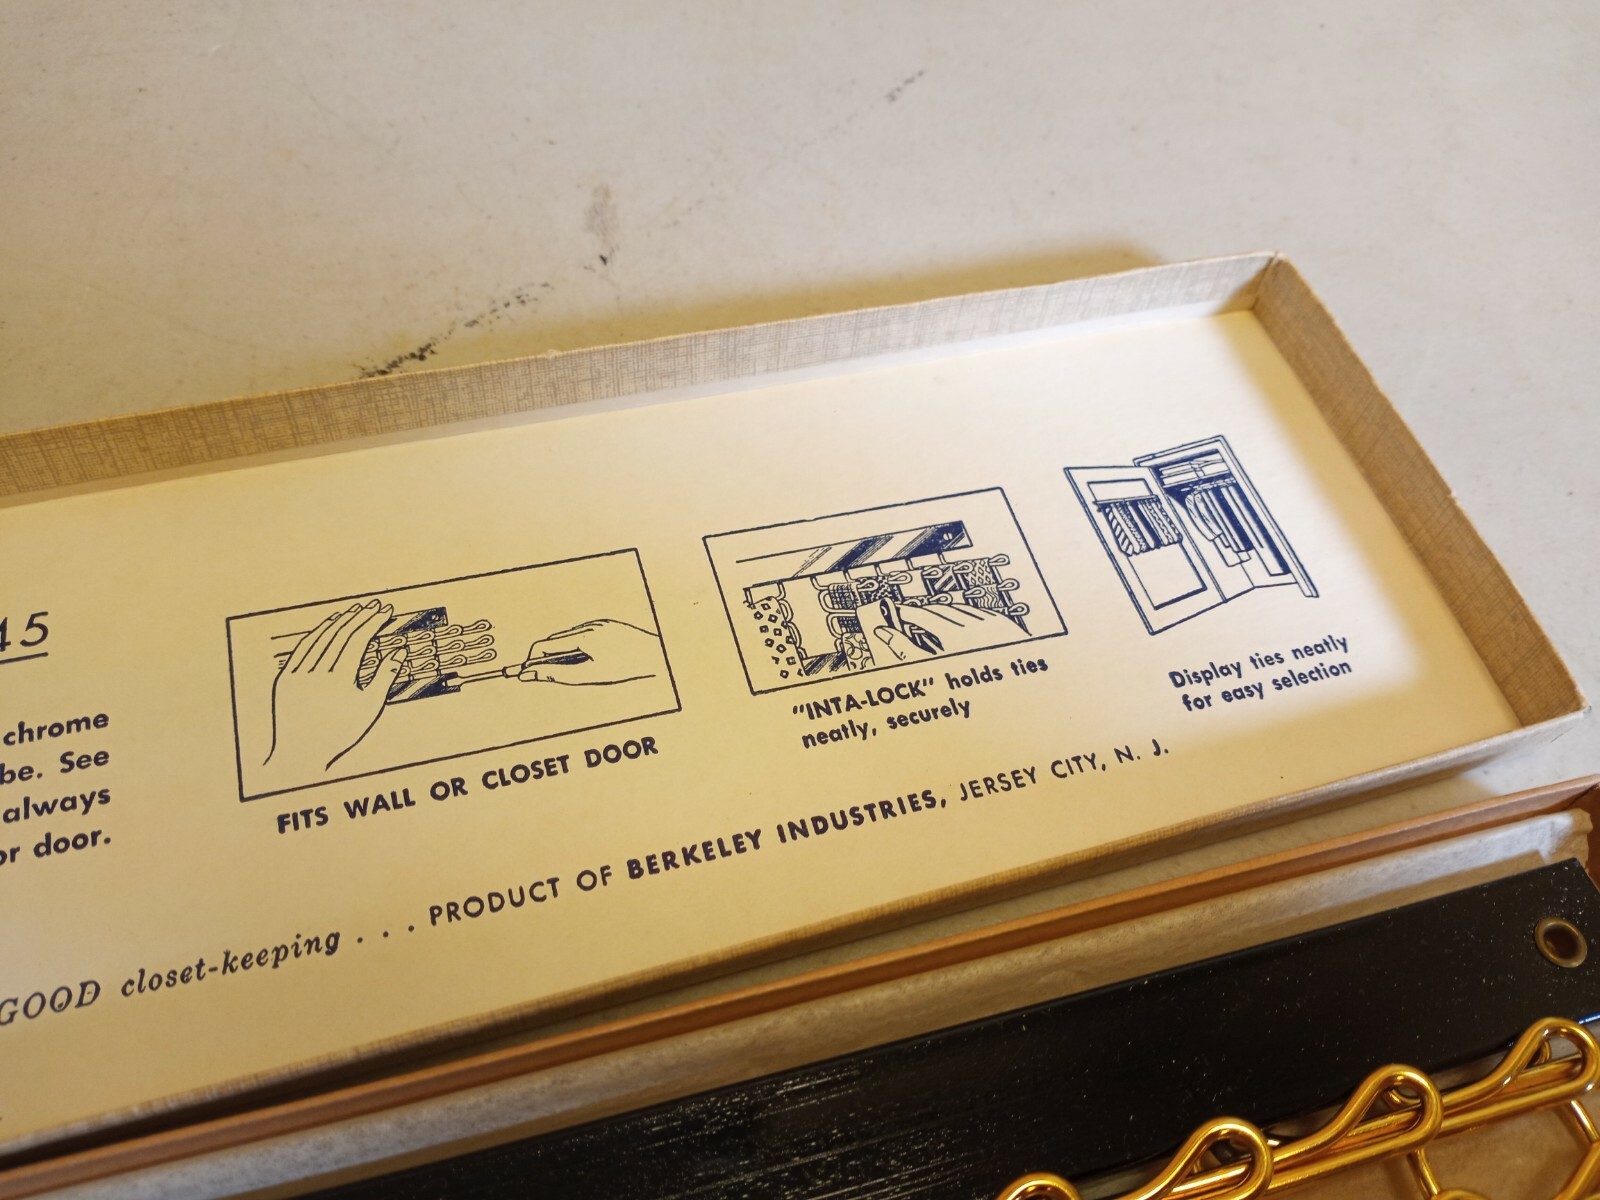 45
chrome
be. See
always
or door.
FITS WALL OR CLOSET DOOR
"INTA-LOCK" holds ties
neatly, securely
Display ties neatly
for easy selection
GOOD closet-keeping . . . PRODUCT OF BERKELEY INDUSTRIES, JERSEY CITY, N. J.